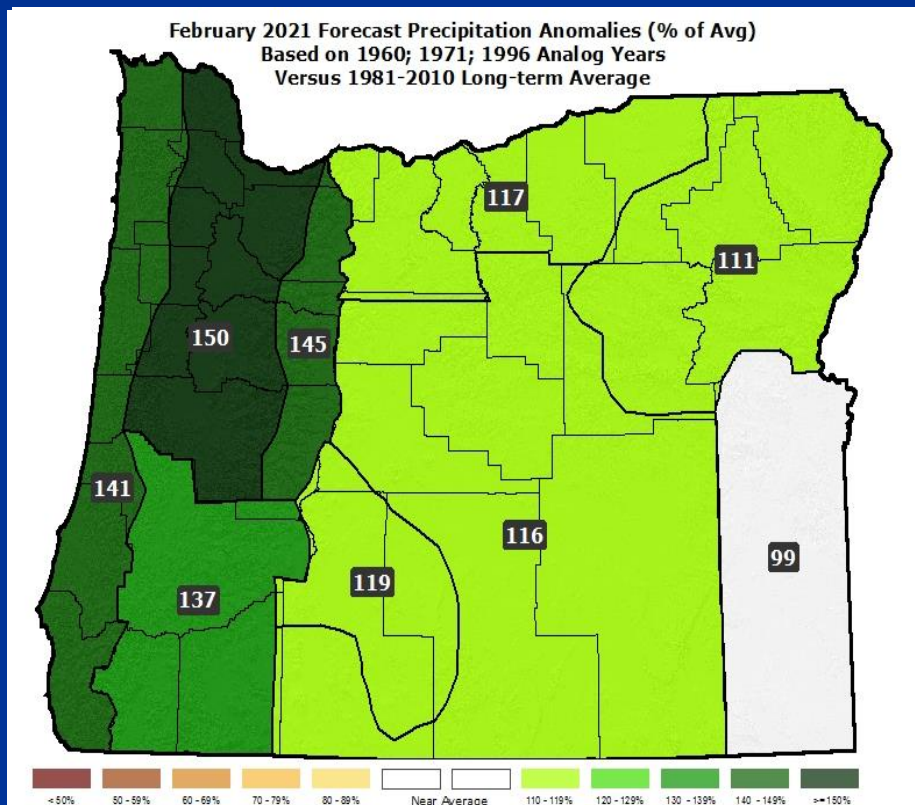 February 2021 Forecast Precipitation Anomalies (% of Avg)
Based on 1960; 1971; 1996 Analog Years
Versus 1981-2010 Long-term Average
117
111
150
145
141
116
99
119
137
< 50%
50 - 59%
60 - 69%
70 - 79%
80 - 89%
Near Average
110 - 119%
120 - 129%
130 - 139%
140 - 149%
>=150%